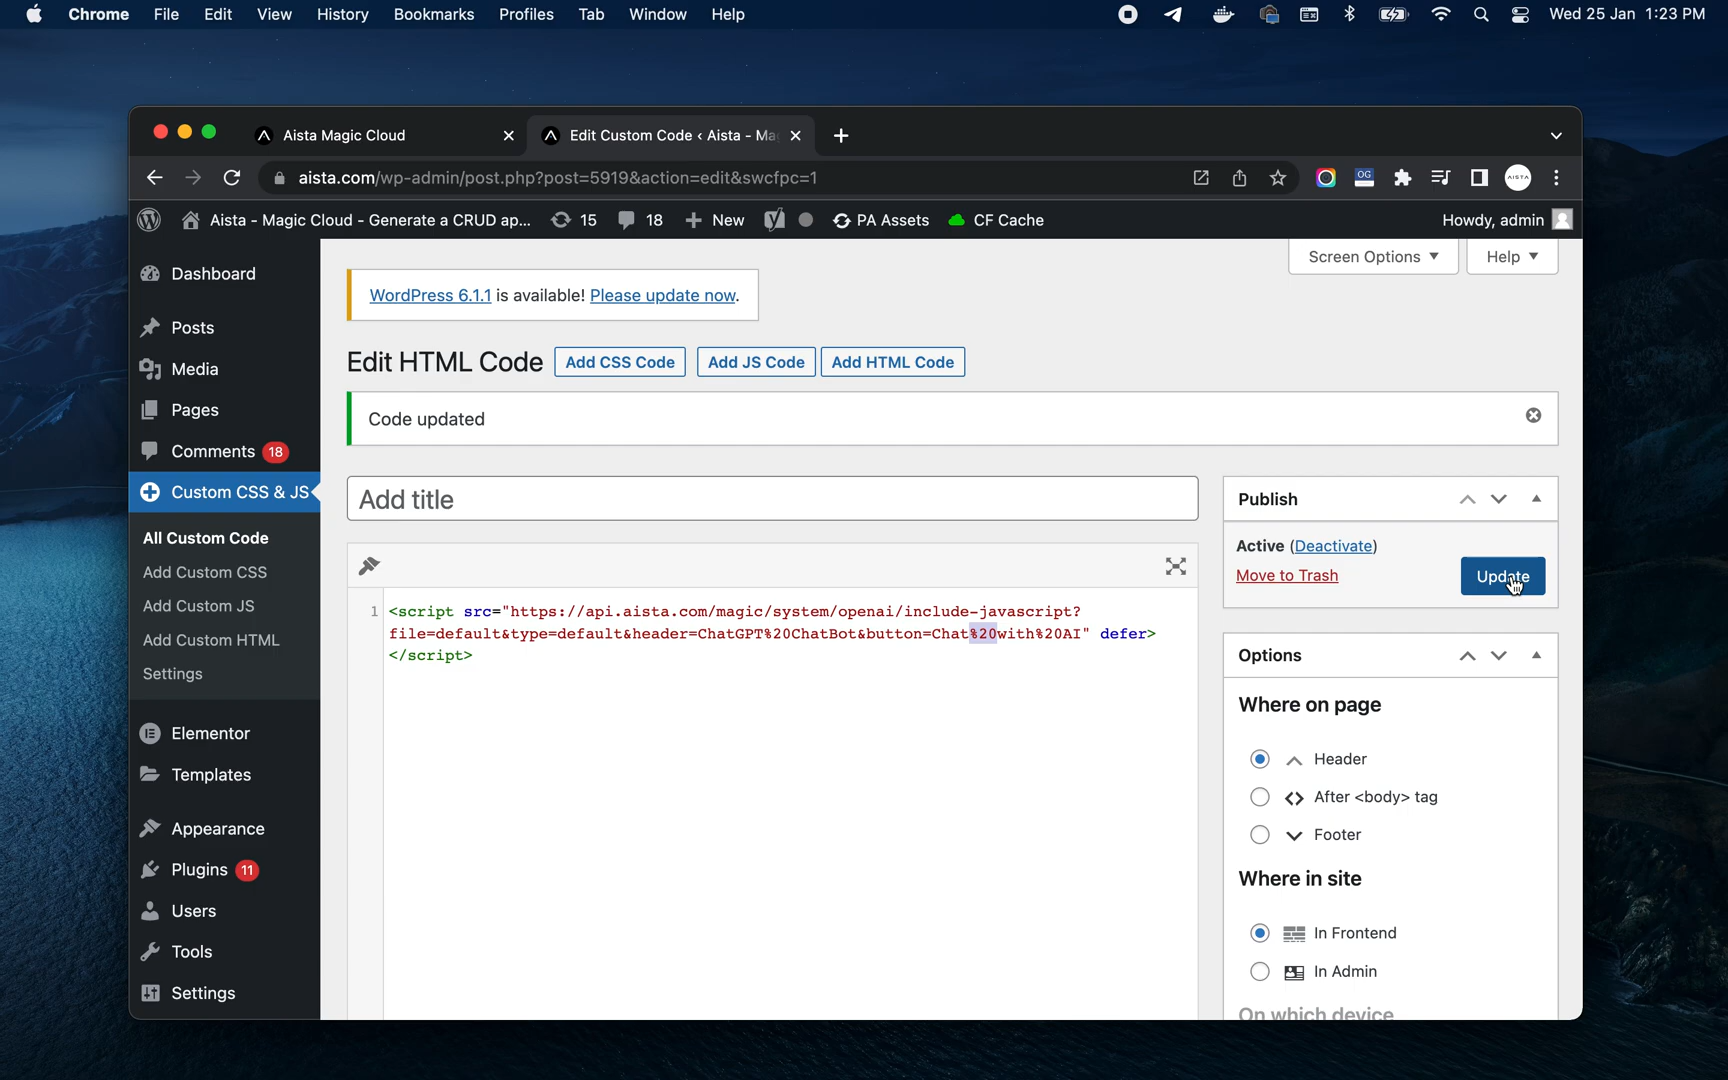 Chrome File Edit View History Bookmarks Profiles Tab Window Help Wed 25 Jan 1:23 PM
Aista Magic Cloud
Edit Custom Code ‹ Aista - Ma
aista.com/wp-admin/post.php?post=5919&action=edit&swcfpc=1
OG
AISTA
Aista - Magic Cloud - Generate a CRUD ap... 15 18 New PA Assets CF Cache Howdy, admin
Screen Options Help
Dashboard
Posts
Media
Pages
Comments 18
Custom CSS & JS
All Custom Code
Add Custom CSS
Add Custom JS
Add Custom HTML
Settings
Elementor
Templates
Appearance
Plugins 11
Users
Tools
Settings
WordPress 6.1.1 is available! Please update now.
Edit HTML Code Add CSS Code Add JS Code Add HTML Code
Code updated
Add title
1 <script src="https://api.aista.com/magic/system/openai/include-javascript?
file=default&type=default&header=ChatGPT%20ChatBot&button=Chat%20with%20AI" defer>
</script>
Publish
Active (Deactivate)
Move to Trash
Update
Options
Where on page
Header
<> After <body> tag
Footer
Where in site
In Frontend
In Admin
On which device